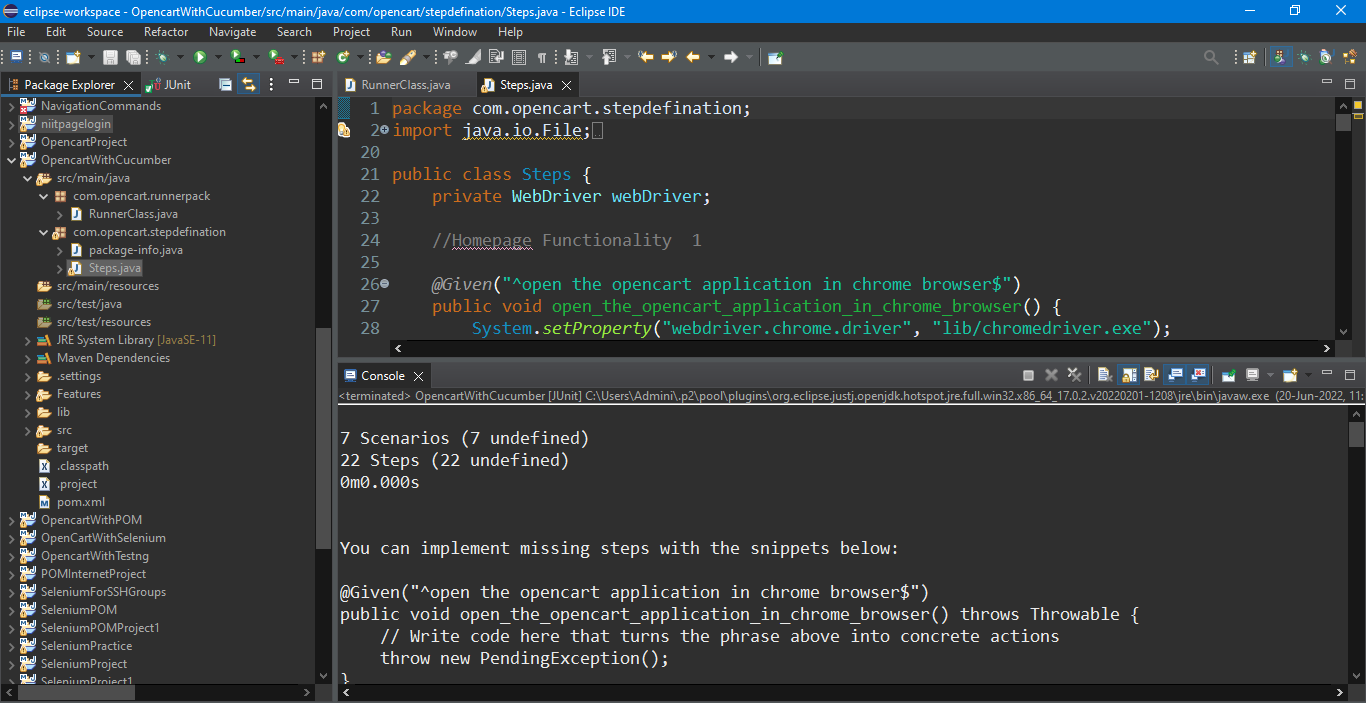 eclipse-workspace - OpencartWithCucumber/src/main/java/com/opencart/stepdefination/Steps.java - Eclipse IDE
File Edit Source Refactor Navigate Search Project Run Window Help
Package Explorer JUnit
NavigationCommands
niitpagelogin
OpencartProject
OpencartWithCucumber
src/main/java
com.opencart.runnerpack
RunnerClass.java
com.opencart.stepdefination
package-info.java
Steps.java
src/main/resources
src/test/java
src/test/resources
JRE System Library [JavaSE-11]
Maven Dependencies
.settings
Features
lib
src
target
.classpath
.project
pom.xml
OpencartWithPOM
OpenCartWithSelenium
OpencartWithTestng
POMInternetProject
SeleniumForSSHGroups
SeleniumPOM
SeleniumPOMProject1
SeleniumPractice
SeleniumProject
SeleniumProject1
RunnerClass.java Steps.java
1 package com.opencart.stepdefination;
2 import java.io.File;
20
21 public class Steps {
22 private WebDriver webDriver;
23
24 //Homepage Functionality 1
25
26 @Given("^open the opencart application in chrome browser$")
27 public void open_the_opencart_application_in_chrome_browser() {
28 System.setProperty("webdriver.chrome.driver", "lib/chromedriver.exe");
Console
<terminated> OpencartWithCucumber [JUnit] C:\Users\Admini\.p2\pool\plugins\org.eclipse.justj.openjdk.hotspot.jre.full.win32.x86_64_17.0.2.v20220201-1208\jre\bin\javaw.exe (20-Jun-2022, 11:
7 Scenarios (7 undefined)
22 Steps (22 undefined)
0m0.000s
You can implement missing steps with the snippets below:
@Given("^open the opencart application in chrome browser$")
public void open_the_opencart_application_in_chrome_browser() throws Throwable {
// Write code here that turns the phrase above into concrete actions
throw new PendingException();
}